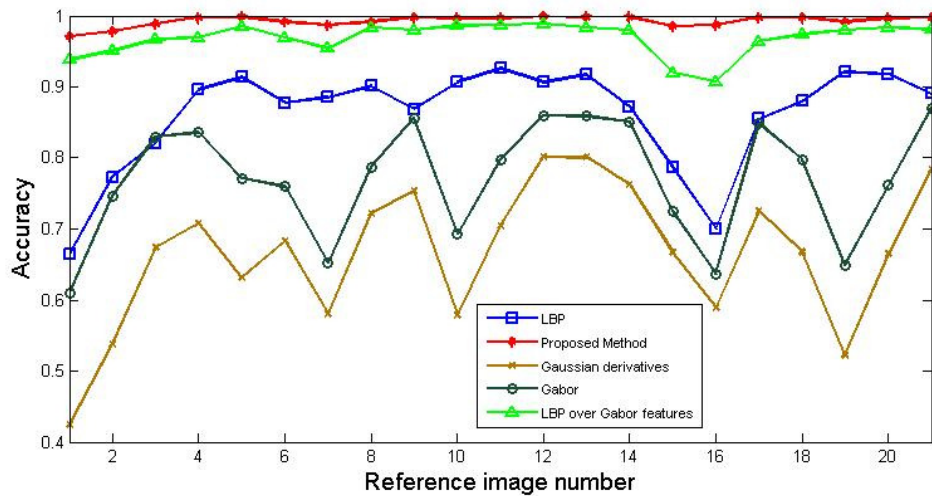 1
0.9
0.8
0.7
0.6
0.5
0.4
Accuracy
2 4 6 8 10 12 14 16 18 20
Reference image number
LBP
Proposed Method
Gaussian derivatives
Gabor
LBP over Gabor features